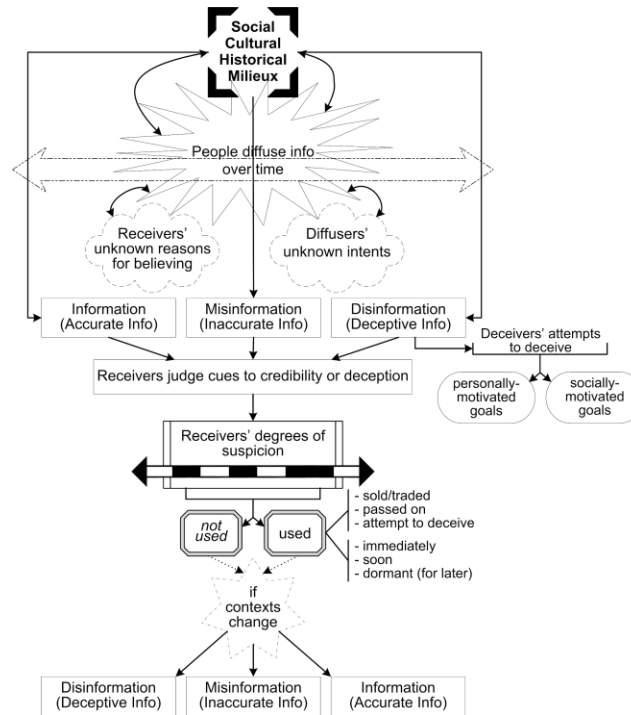 Social
Cultural
Historical
Milieux
People diffuse info
over time
Receivers'
unknown reasons
for believing
Diffusers'
unknown intents
Information
(Accurate Info)
Misinformation
(Inaccurate Info)
Disinformation
(Deceptive Info)
Deceivers' attempts
to deceive
Receivers judge cues to credibility or deception
personally-
motivated
goals
socially-
motivated
goals
Receivers' degrees of
suspicion
not
used
used
- sold/traded
- passed on
- attempt to deceive
- immediately
- soon
- dormant (for later)
if
contexts
change
Disinformation
(Deceptive Info)
Misinformation
(Inaccurate Info)
Information
(Accurate Info)